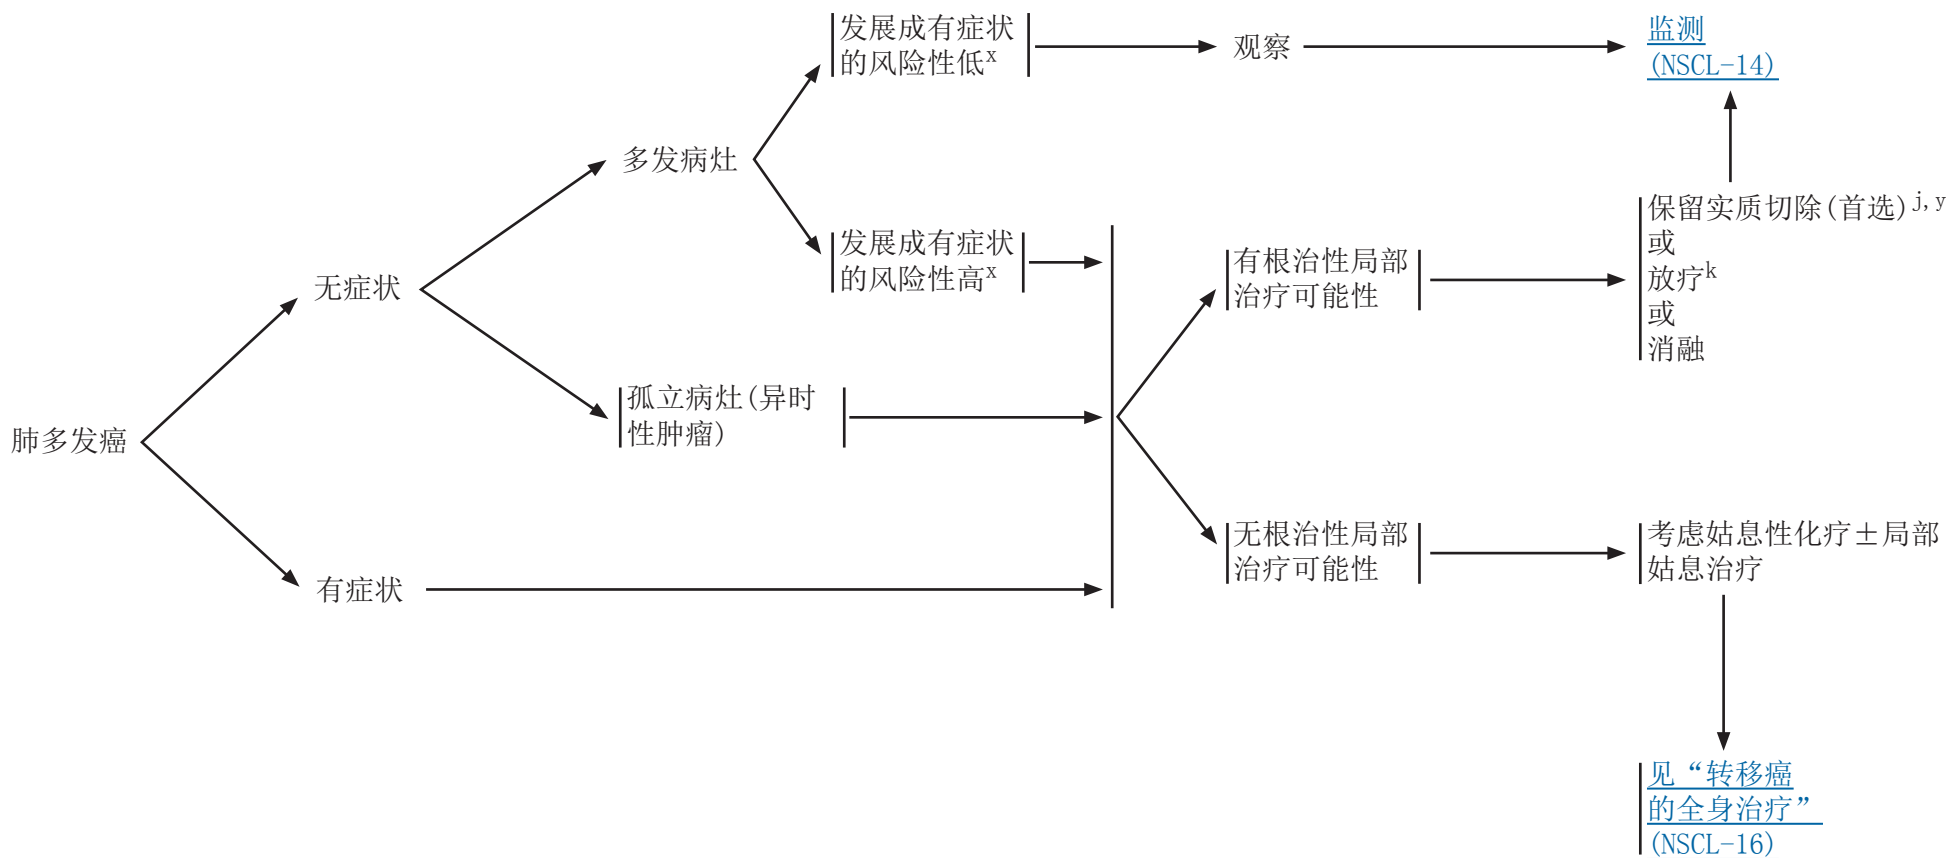 肺多发癌
无症状
有症状
多发病灶
孤立病灶(异时
性肿瘤)
发展成有症状
的风险性低x
发展成有症状
的风险性高x
观察
有根治性局部
治疗可能性
无根治性局部
治疗可能性
监测
(NSCL-14)
保留实质切除(首选)j,y
或
放疗k
或
消融
考虑姑息性化疗±局部
姑息治疗
见“转移癌
的全身治疗”
(NSCL-16)